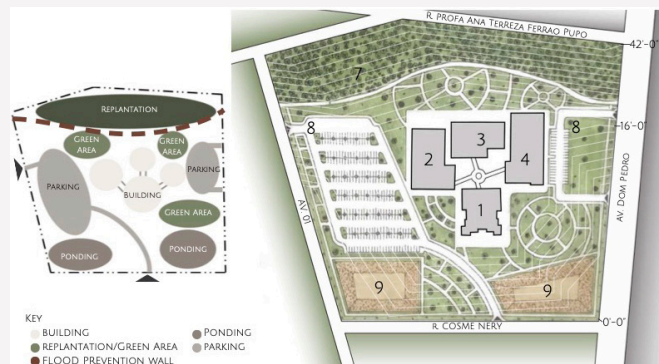 REPLANTATION
GREEN
AREA
GREEN
AREA
PARKING
PARKING
BUILDING
GREEN AREA
PONDING
PONDING
KEY
BUILDING
REPLANTATION/GREEN AREA
FLOOD PREVENTION WALL
PONDING
PARKING
R. PROFA ANA TERREZA FERRAO PUPO
42'-0"
7
8
16'-0"
8
3
2
4
1
AV. 01
AV. DOM PEDRO
9
9
0'-0"
R. COSME NERY